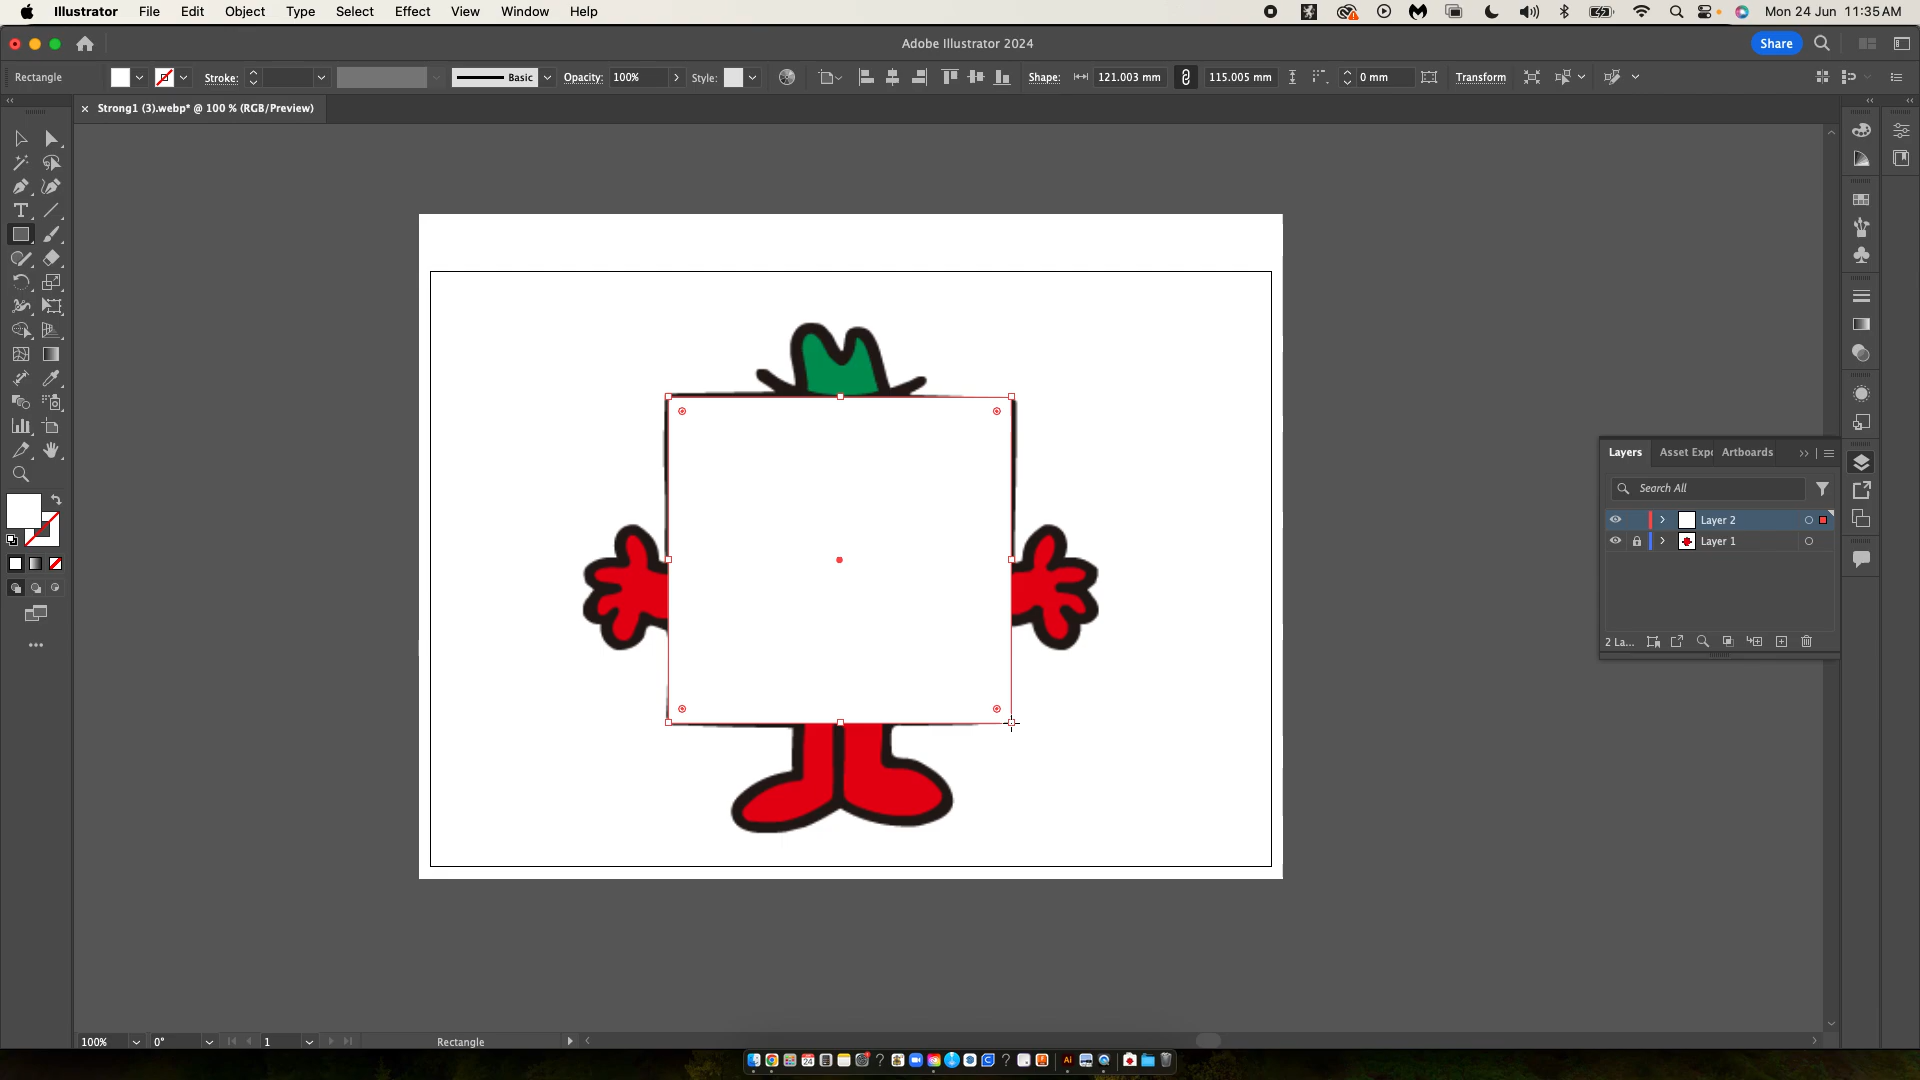 Illustrator File Edit Object Type Select Effect View Window Help Mon 24 Jun 11:35 AM
Adobe Illustrator 2024 Share
Rectangle Stroke: Basic Opacity: 100% Style: Shape: 121.003 mm 115.005 mm 0 mm Transform
× Strong1 (3).webp* @ 100 % (RGB/Preview)
Layers Asset Expo Artboards
Search All
Layer 2
Layer 1
2 La...
100% 0° 1 Rectangle